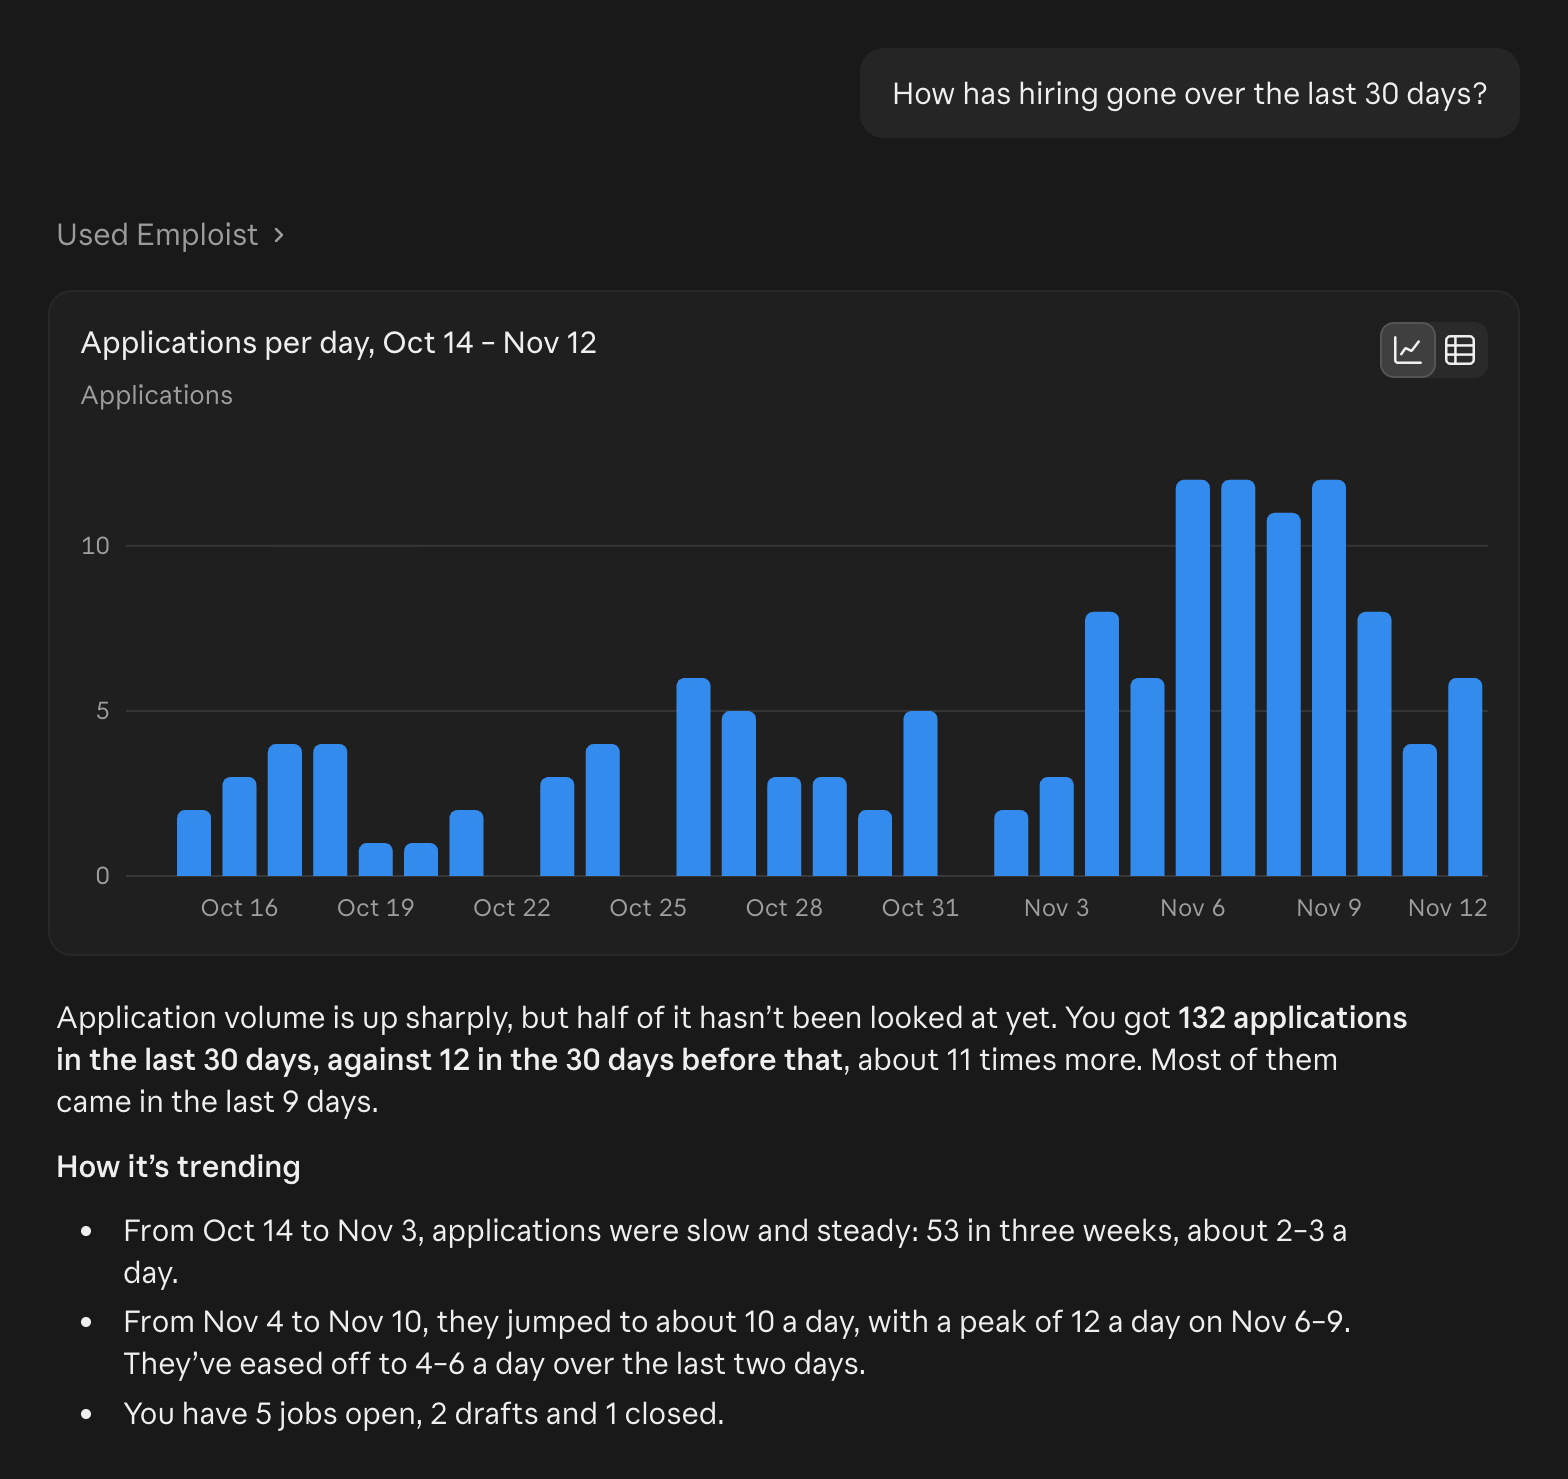 How has hiring gone over the last 30 days?
Used Emploist
Applications per day, Oct 14 – Nov 12
Applications
10
5
0
Oct 16 Oct 19 Oct 22 Oct 25 Oct 28 Oct 31 Nov 3 Nov 6 Nov 9 Nov 12
Application volume is up sharply, but half of it hasn’t been looked at yet. You got 132 applications
in the last 30 days, against 12 in the 30 days before that, about 11 times more. Most of them
came in the last 9 days.
How it’s trending
• From Oct 14 to Nov 3, applications were slow and steady: 53 in three weeks, about 2–3 a
day.
• From Nov 4 to Nov 10, they jumped to about 10 a day, with a peak of 12 a day on Nov 6–9.
They’ve eased off to 4–6 a day over the last two days.
• You have 5 jobs open, 2 drafts and 1 closed.